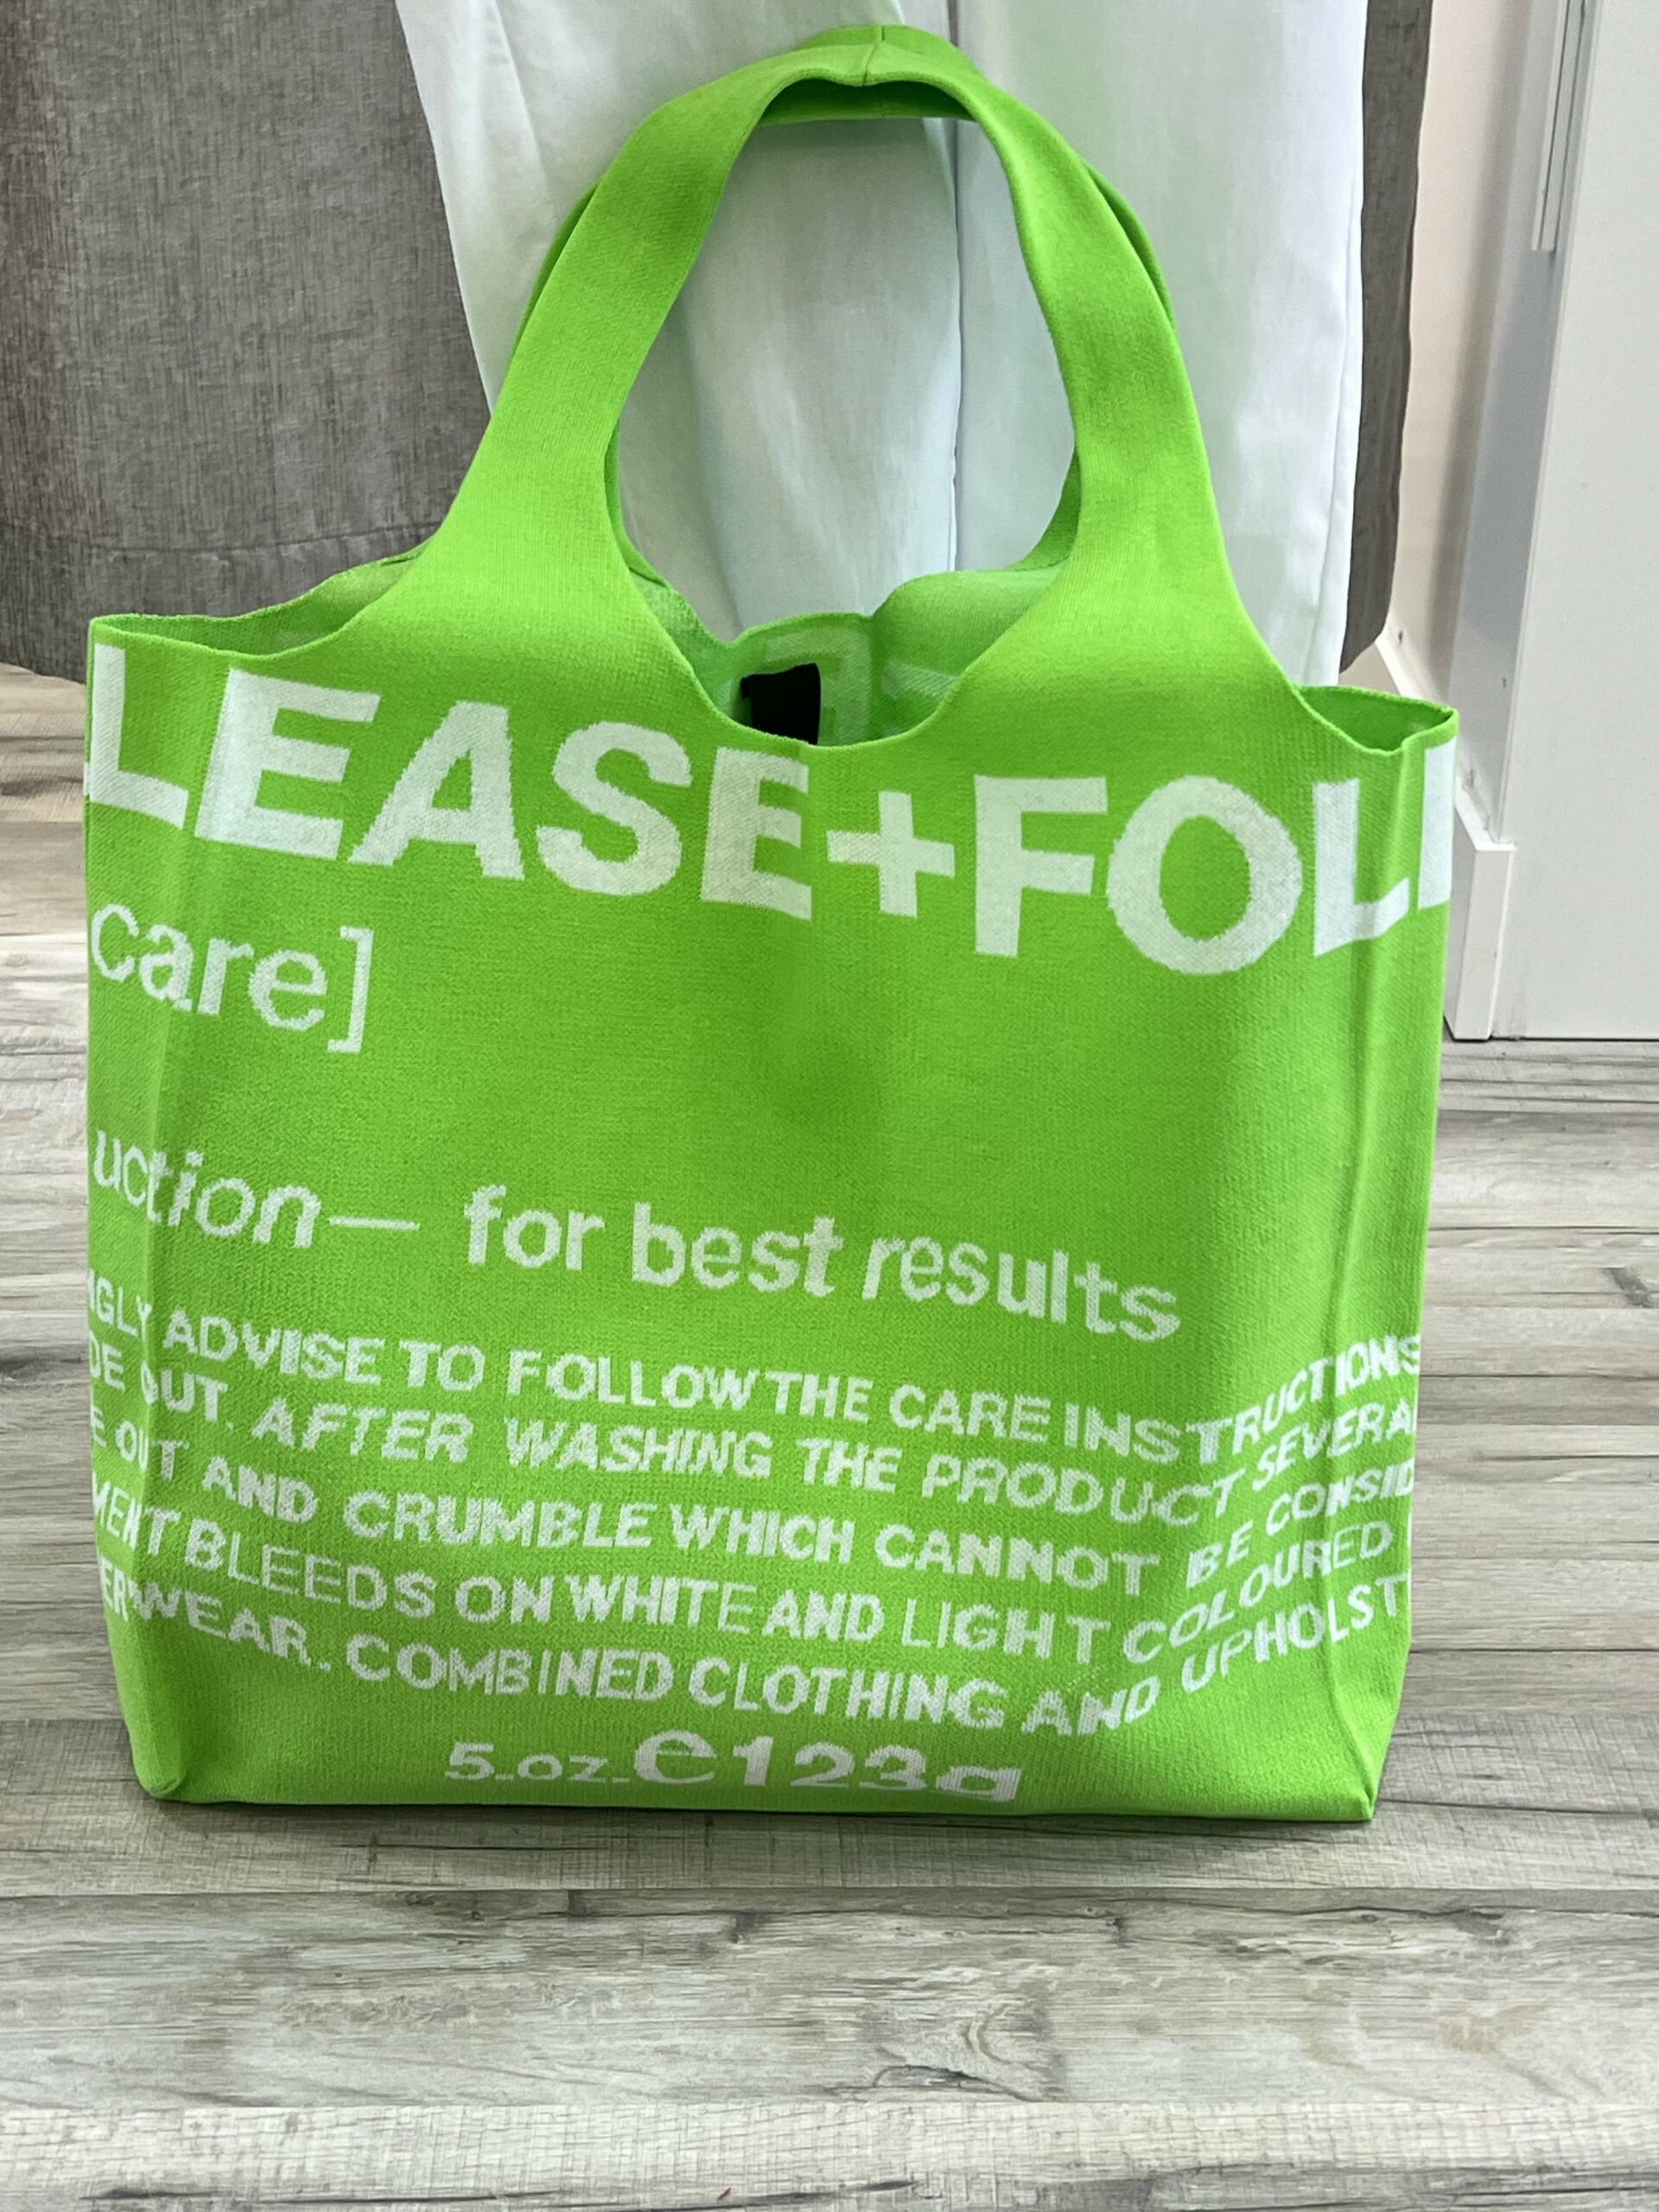 LEASE+FOLL
care]
uction— for best results
NGLY ADVISE TO FOLLOW THE CARE INSTRUCTIONS
DE OUT. AFTER WASHING THE PRODUCT SEVERAL
E OUT AND CRUMBLE WHICH CANNOT BE CONSID
MENT BLEEDS ON WHITE AND LIGHT COLOURED
ERWEAR. COMBINED CLOTHING AND UPHOLST
5.oz.e123g